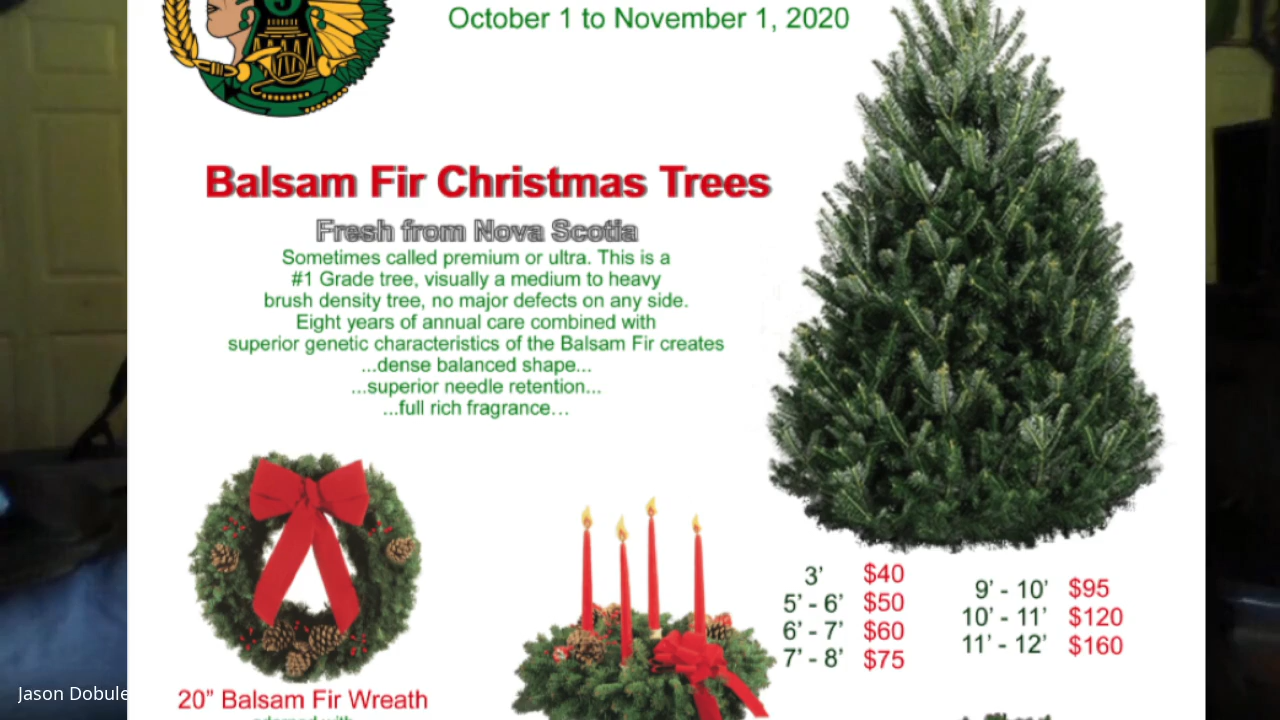 October 1 to November 1, 2020
Balsam Fir Christmas Trees
Fresh from Nova Scotia
Sometimes called premium or ultra. This is a
#1 Grade tree, visually a medium to heavy
brush density tree, no major defects on any side.
Eight years of annual care combined with
superior genetic characteristics of the Balsam Fir creates
...dense balanced shape...
...superior needle retention...
...full rich fragrance…
3’ $40
5’ - 6’ $50
6’ - 7’ $60
7’ - 8’ $75
9’ - 10’ $95
10’ - 11’ $120
11’ - 12’ $160
20” Balsam Fir Wreath
Jason Dobule